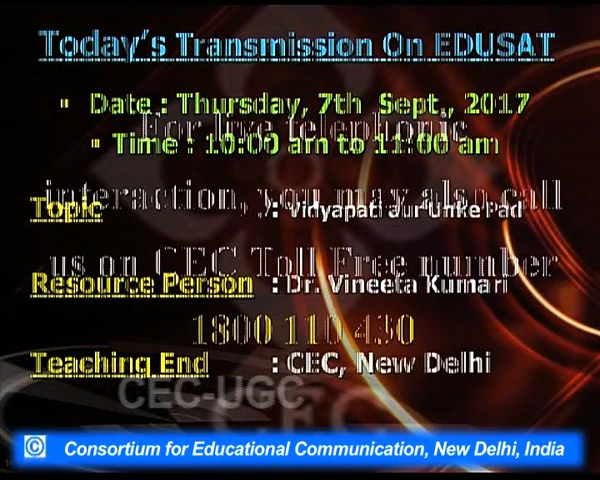 Today's Transmission On EDUSAT
▪ Date : Thursday, 7th Sept., 2017
For live telephonic
▪ Time : 10:00 am to 11:00 am
interaction, you may also call
Topic : Vidyapati aur Unke Pad
us on CEC Toll Free number
Resource Person : Dr. Vineeta Kumari
1800 110 430
Teaching End : CEC, New Delhi
CEC-UGC
CEC
© Consortium for Educational Communication, New Delhi, India